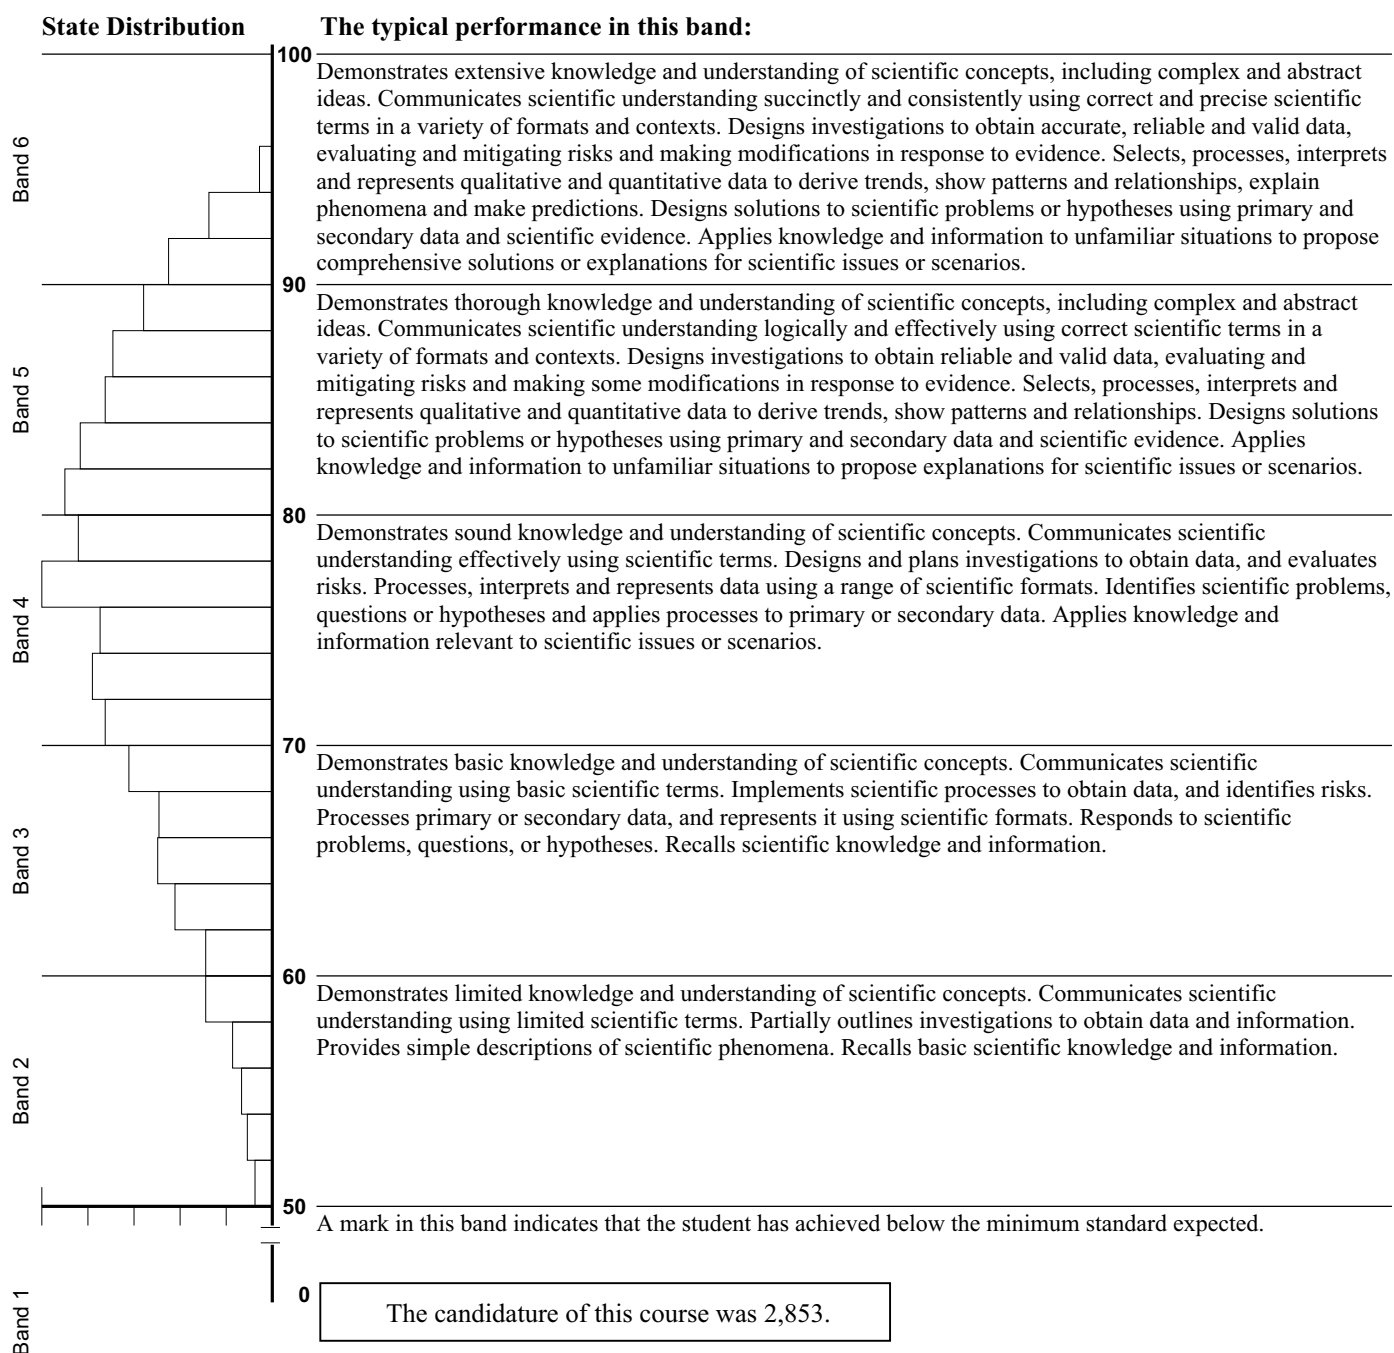 State Distribution
The typical performance in this band:
100
Demonstrates extensive knowledge and understanding of scientific concepts, including complex and abstract
ideas. Communicates scientific understanding succinctly and consistently using correct and precise scientific
terms in a variety of formats and contexts. Designs investigations to obtain accurate, reliable and valid data,
evaluating and mitigating risks and making modifications in response to evidence. Selects, processes, interprets
and represents qualitative and quantitative data to derive trends, show patterns and relationships, explain
phenomena and make predictions. Designs solutions to scientific problems or hypotheses using primary and
secondary data and scientific evidence. Applies knowledge and information to unfamiliar situations to propose
comprehensive solutions or explanations for scientific issues or scenarios.
Band 6
90
Demonstrates thorough knowledge and understanding of scientific concepts, including complex and abstract
ideas. Communicates scientific understanding logically and effectively using correct scientific terms in a
variety of formats and contexts. Designs investigations to obtain reliable and valid data, evaluating and
mitigating risks and making some modifications in response to evidence. Selects, processes, interprets and
represents qualitative and quantitative data to derive trends, show patterns and relationships. Designs solutions
to scientific problems or hypotheses using primary and secondary data and scientific evidence. Applies
knowledge and information to unfamiliar situations to propose explanations for scientific issues or scenarios.
Band 5
80
Demonstrates sound knowledge and understanding of scientific concepts. Communicates scientific
understanding effectively using scientific terms. Designs and plans investigations to obtain data, and evaluates
risks. Processes, interprets and represents data using a range of scientific formats. Identifies scientific problems,
questions or hypotheses and applies processes to primary or secondary data. Applies knowledge and
information relevant to scientific issues or scenarios.
Band 4
70
Demonstrates basic knowledge and understanding of scientific concepts. Communicates scientific
understanding using basic scientific terms. Implements scientific processes to obtain data, and identifies risks.
Processes primary or secondary data, and represents it using scientific formats. Responds to scientific
problems, questions, or hypotheses. Recalls scientific knowledge and information.
Band 3
60
Demonstrates limited knowledge and understanding of scientific concepts. Communicates scientific
understanding using limited scientific terms. Partially outlines investigations to obtain data and information.
Provides simple descriptions of scientific phenomena. Recalls basic scientific knowledge and information.
Band 2
50
A mark in this band indicates that the student has achieved below the minimum standard expected.
Band 1
0
The candidature of this course was 2,853.